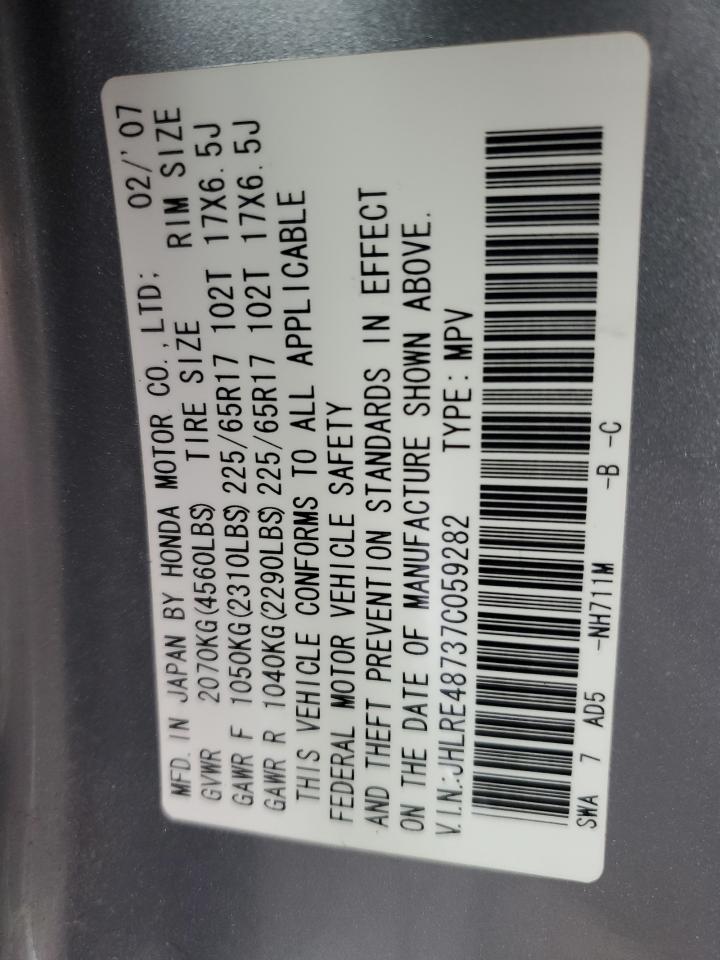 MFD. IN JAPAN BY HONDA MOTOR CO.,LTD; 02/'07
GVWR 2070KG(4560LBS) TIRE SIZE RIM SIZE
GAWR F 1050KG(2310LBS) 225/65R17 102T 17X6.5J
GAWR R 1040KG(2290LBS) 225/65R17 102T 17X6.5J
THIS VEHICLE CONFORMS TO ALL APPLICABLE
FEDERAL MOTOR VEHICLE SAFETY
AND THEFT PREVENTION STANDARDS IN EFFECT
ON THE DATE OF MANUFACTURE SHOWN ABOVE.
V.I.N.:JHLRE48737C059282 TYPE: MPV
SWA 7 AD5 -NH711M -B -C